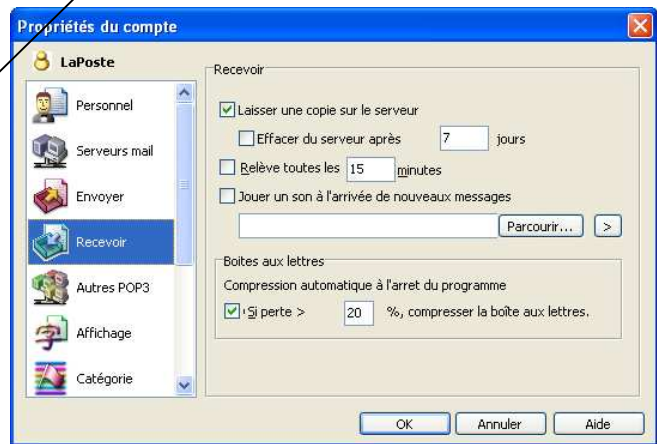 Propriétés du compte
LaPoste
Personnel
Serveurs mail
Envoyer
Recevoir
Autres POP3
Affichage
Catégorie
Recevoir
Laisser une copie sur le serveur
Effacer du serveur après 7 jours
Relève toutes les 15 minutes
Jouer un son à l'arrivée de nouveaux messages
Parcourir... >
Boites aux lettres
Compression automatique à l'arret du programme
Si perte > 20 %, compresser la boîte aux lettres.
OK Annuler Aide